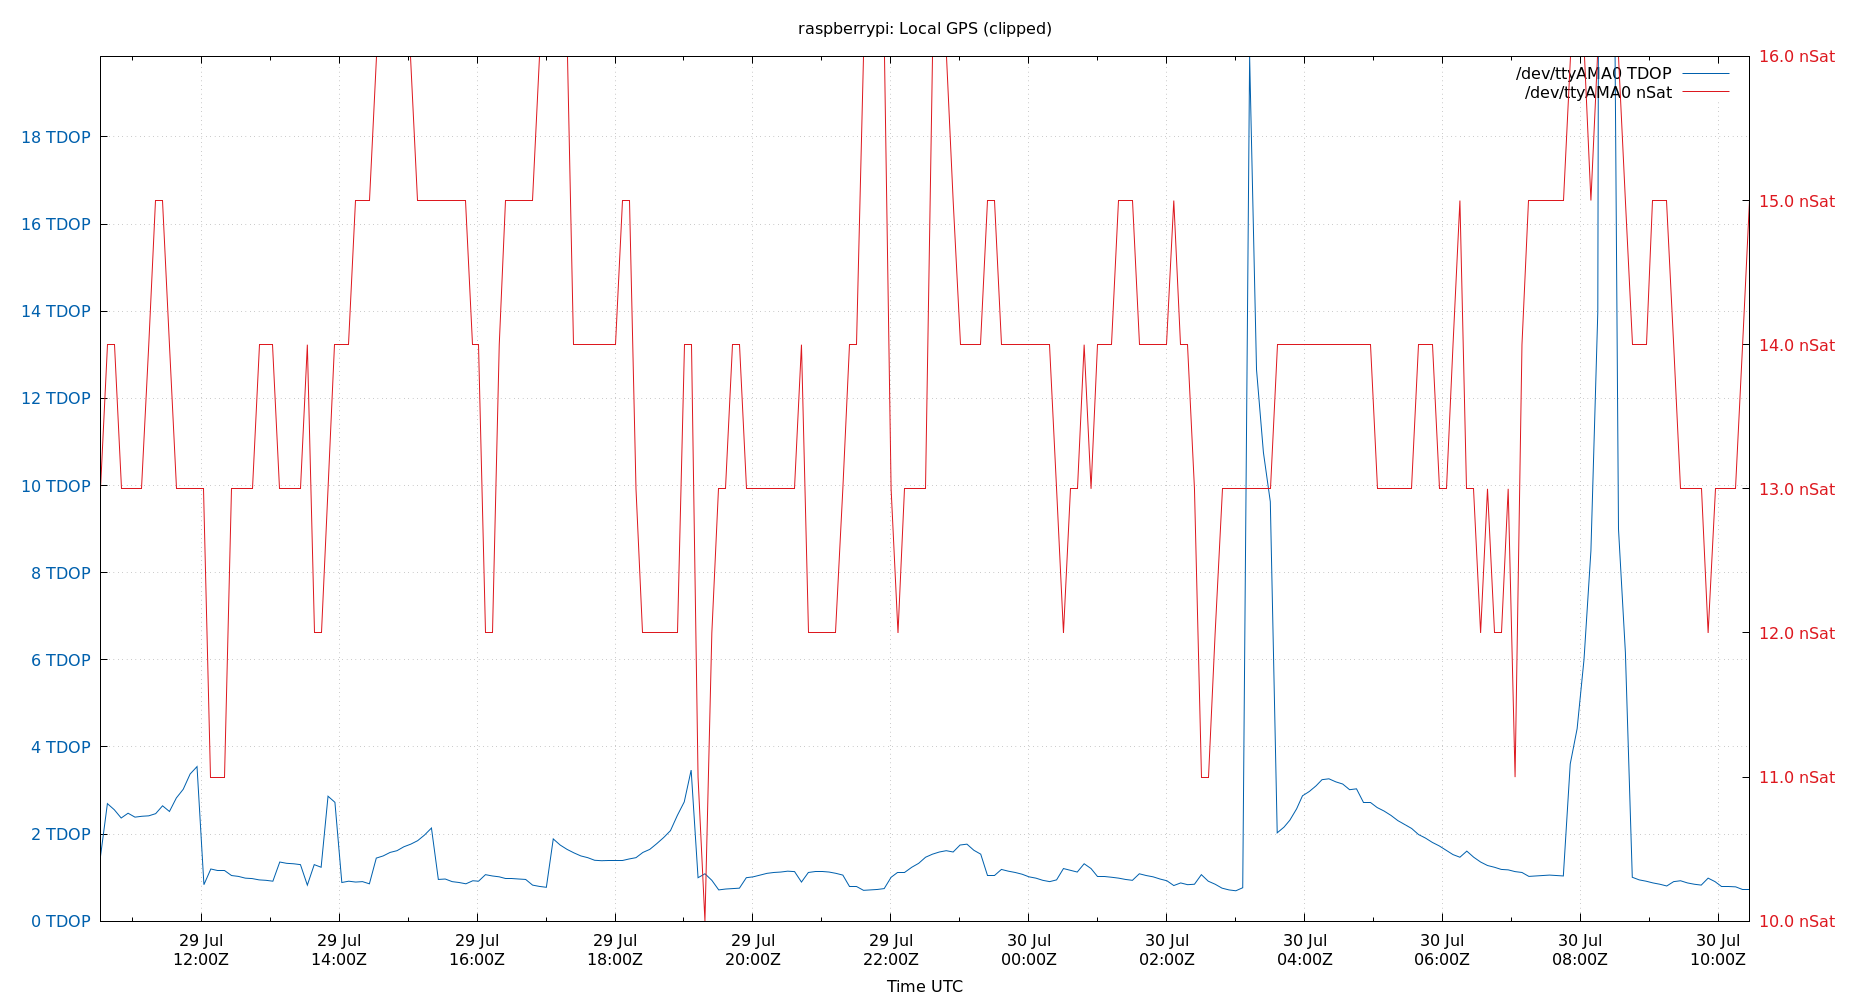 raspberrypi: Local GPS (clipped)
16.0 nSat
/dev/ttyAMA0 TDOP
/dev/ttyAMA0 nSat
18 TDOP
15.0 nSat
16 TDOP
14 TDOP
14.0 nSat
12 TDOP
10 TDOP
13.0 nSat
8 TDOP
12.0 nSat
6 TDOP
11.0 nSat
4 TDOP
2 TDOP
0 TDOP
10.0 nSat
29 Jul 29 Jul 29 Jul 29 Jul 29 Jul 29 Jul 30 Jul 30 Jul 30 Jul 30 Jul 30 Jul 30 Jul
12:00Z 14:00Z 16:00Z 18:00Z 20:00Z 22:00Z 00:00Z 02:00Z 04:00Z 06:00Z 08:00Z 10:00Z
Time UTC